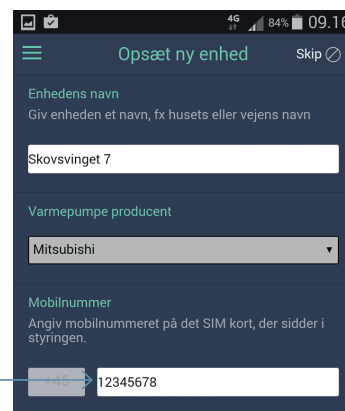 4G 84% 09.16
Opsæt ny enhed Skip
Enhedens navn
Giv enheden et navn, fx husets eller vejens navn
Skovsvinget 7
Varmepumpe producent
Mitsubishi
Mobilnummer
Angiv mobilnummeret på det SIM kort, der sidder i
styringen.
+45 12345678